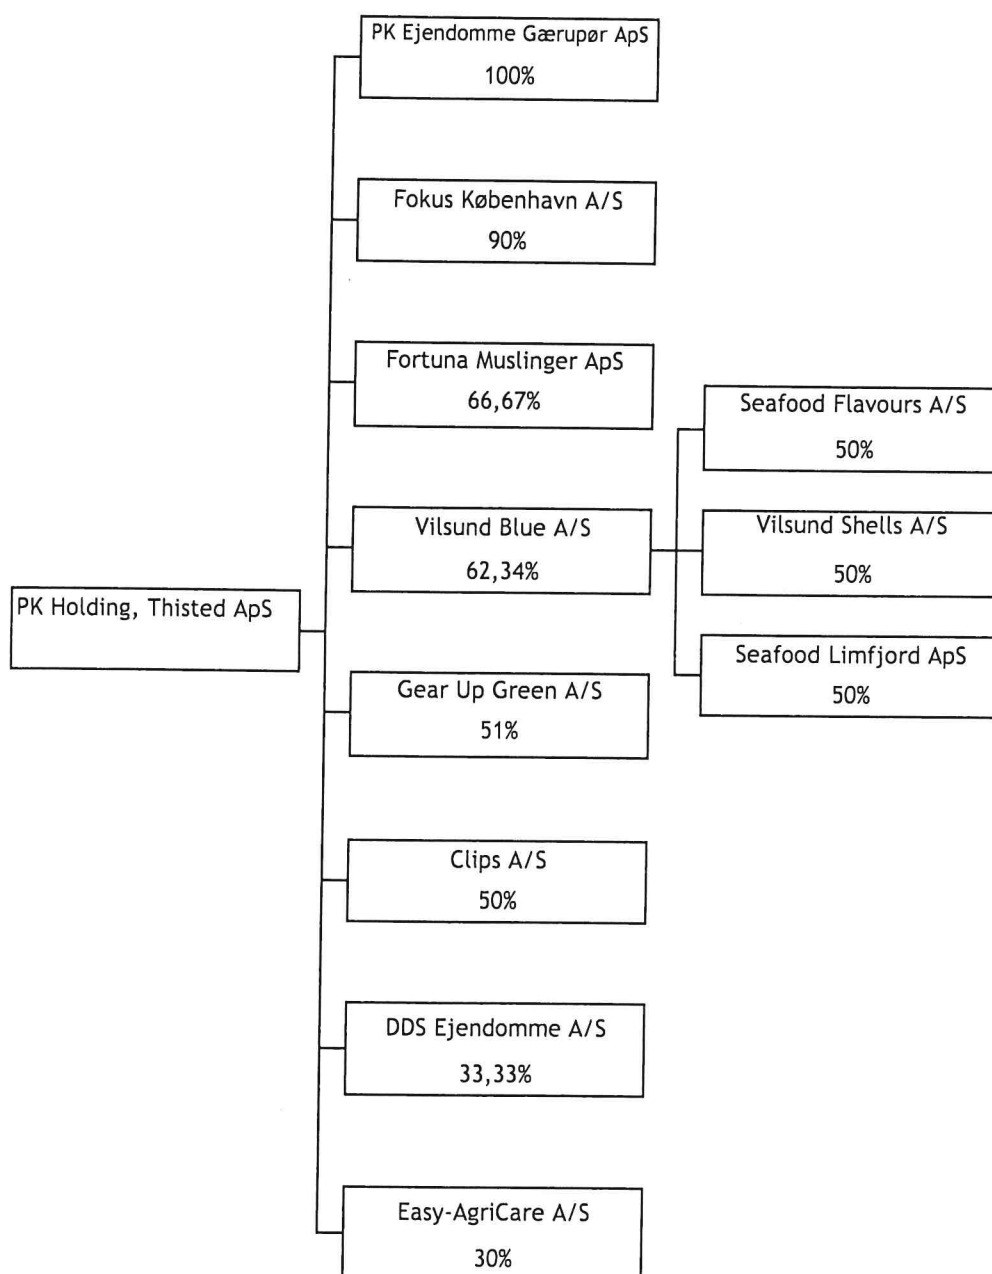 PK Ejendomme Gærupør ApS
100%
Fokus København A/S
90%
Fortuna Muslinger ApS
66,67%
Seafood Flavours A/S
50%
Vilsund Blue A/S
62,34%
Vilsund Shells A/S
50%
PK Holding, Thisted ApS
Seafood Limfjord ApS
50%
Gear Up Green A/S
51%
Clips A/S
50%
DDS Ejendomme A/S
33,33%
Easy-AgriCare A/S
30%